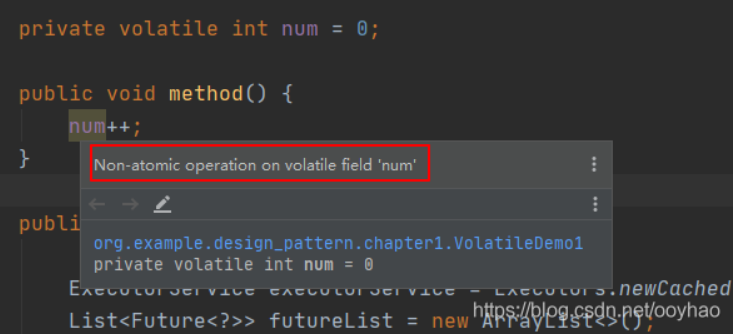 private volatile int num = 0;
public void method() {
num++;
}
Non-atomic operation on volatile field 'num'
publi
org.example.design_pattern.chapter1.VolatileDemo1
private volatile int num = 0
ExecutorService executorService = Executors.newCached
https://blog.csdn.net/ooyhao
List<Future<?>> futureList = new ArrayList<>();